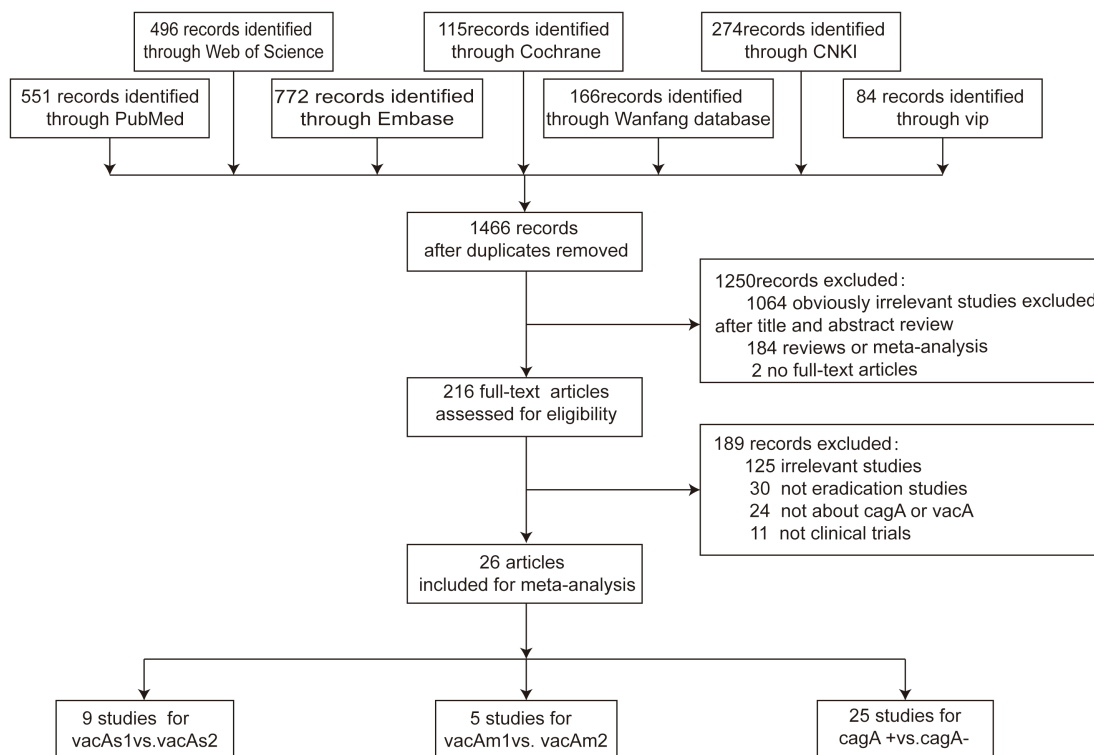 496 records identified
through Web of Science
115records identified
through Cochrane
274records identified
through CNKI
551 records identified
through PubMed
772 records identified
through Embase
166records identified
through Wanfang database
84 records identified
through vip
1466 records
after duplicates removed
1250records excluded:
1064 obviously irrelevant studies excluded
after title and abstract review
184 reviews or meta-analysis
2 no full-text articles
216 full-text articles
assessed for eligibility
189 records excluded:
125 irrelevant studies
30 not eradication studies
24 not about cagA or vacA
11 not clinical trials
26 articles
included for meta-analysis
9 studies for
vacAs1vs.vacAs2
5 studies for
vacAm1vs. vacAm2
25 studies for
cagA +vs.cagA-